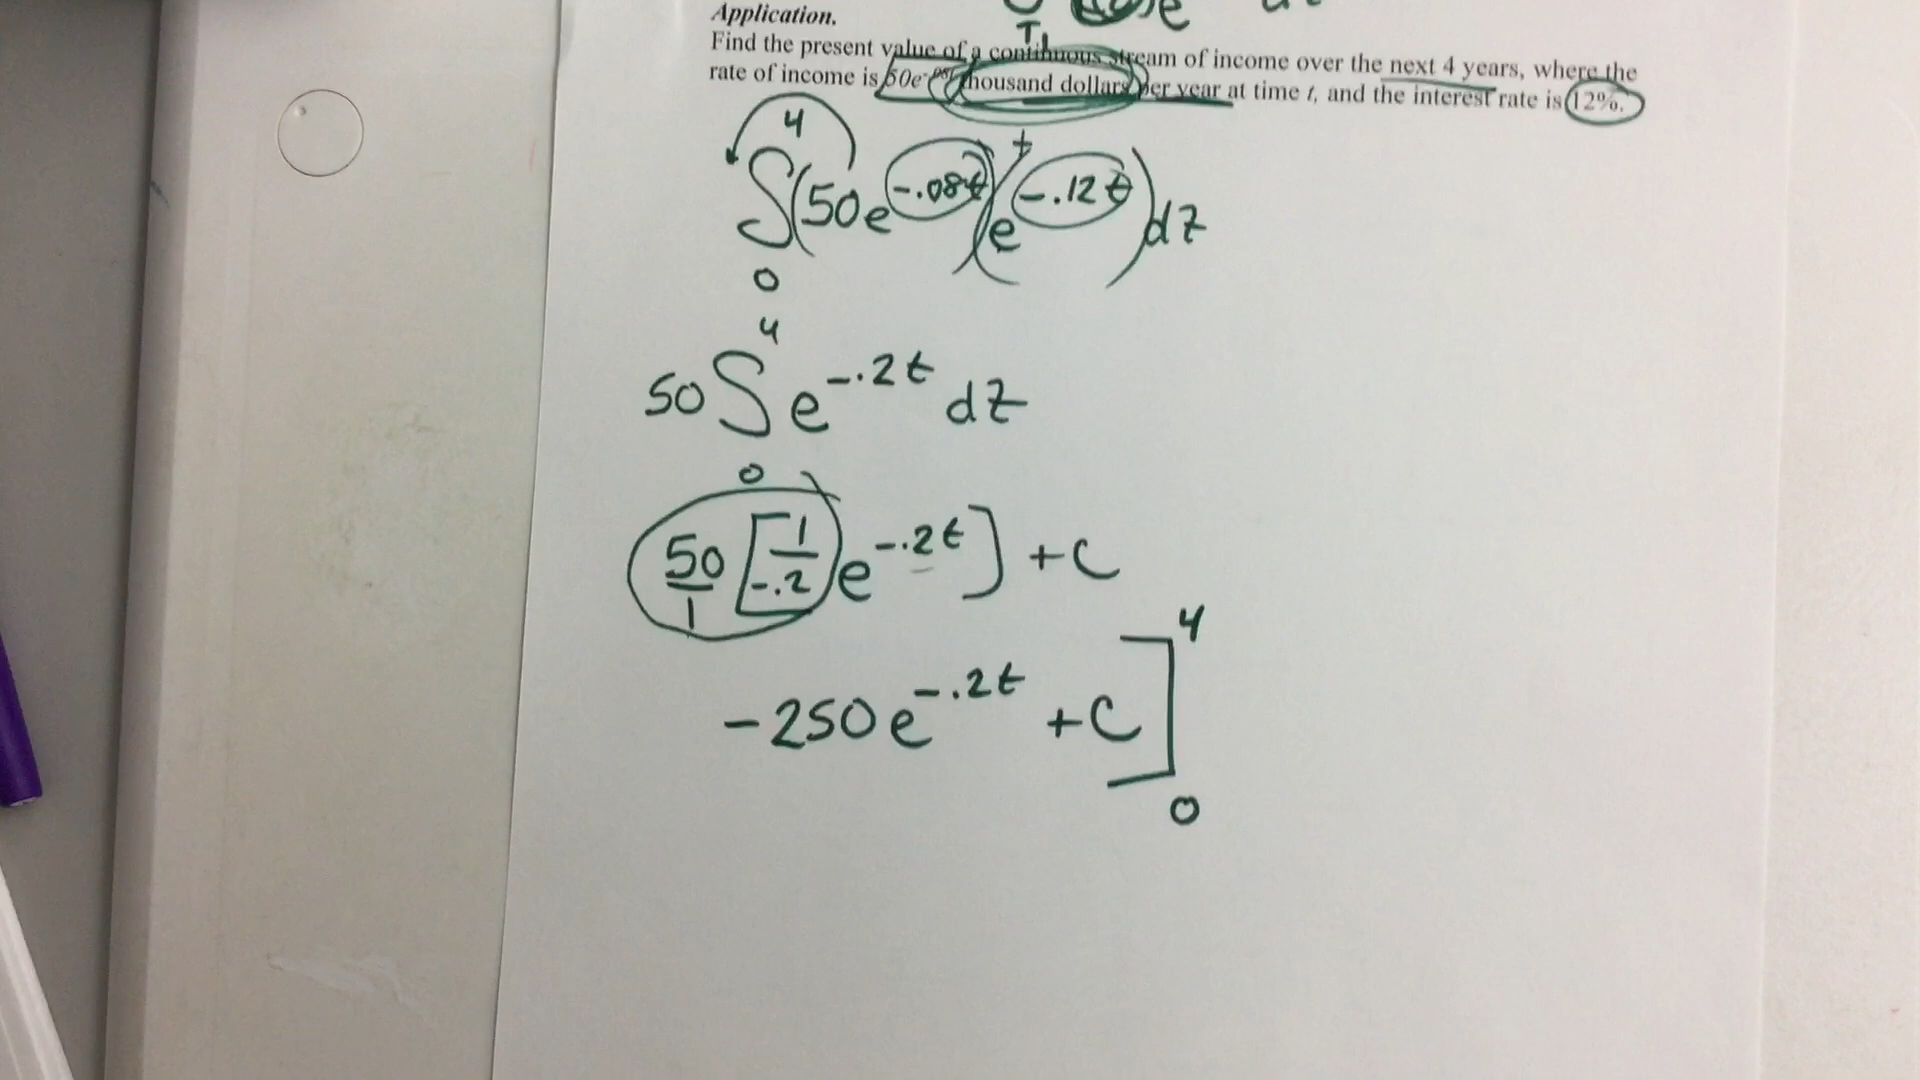 Application.
Find the present value of a continuous stream of income over the next 4 years, where the
rate of income is 50e^-.08t thousand dollars per year at time t, and the interest rate is 12%.
4
∫(50e^-.08t)(e^-.12t)dt
0
4
50∫e^-.2t dt
0
50/1 [1/-.2 e^-.2t] + C
-250e^-.2t + C]
4
0